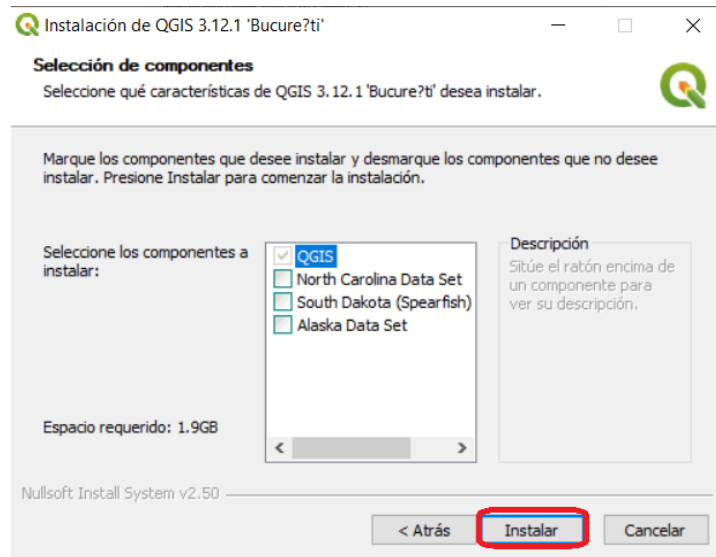 Instalación de QGIS 3.12.1 'Bucure?ti'
Selección de componentes
Seleccione qué características de QGIS 3.12.1 'Bucure?ti' desea instalar.
Marque los componentes que desee instalar y desmarque los componentes que no desee
instalar. Presione Instalar para comenzar la instalación.
Seleccione los componentes a
instalar:
QGIS
North Carolina Data Set
South Dakota (Spearfish)
Alaska Data Set
Descripción
Sitúe el ratón encima de
un componente para
ver su descripción.
Espacio requerido: 1.9GB
Nullsoft Install System v2.50
< Atrás
Instalar
Cancelar